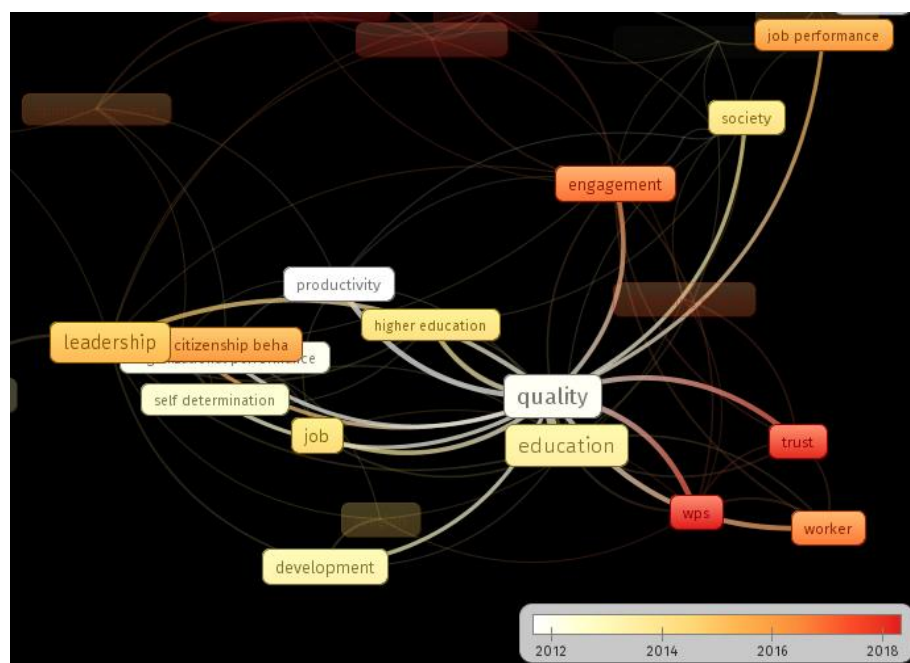 job performance
society
engagement
productivity
higher education
leadership
citizenship beha
performance
self determination
quality
job
education
trust
wps
worker
development
2012 2014 2016 2018